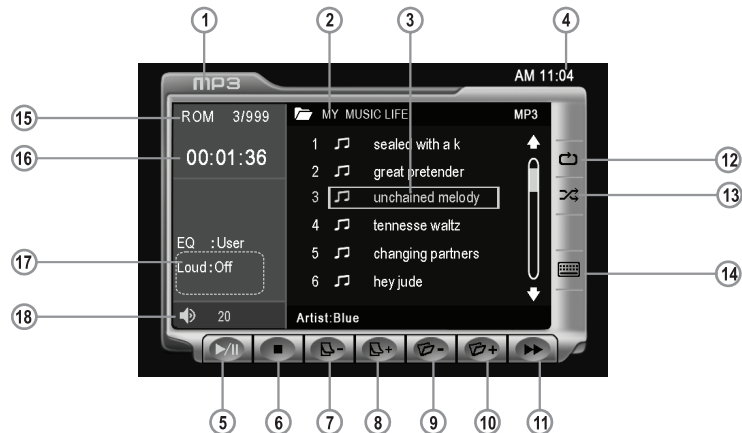 1
2
3
4
mp3
AM 11:04
15
ROM 3/999
MY MUSIC LIFE
MP3
16
00:01:36
1 sealed with a k
2 great pretender
3 unchained melody
4 tennesse waltz
5 changing partners
6 hey jude
12
13
14
17
EQ :User
Loud:Off
18
20
Artist:Blue
5
6
7
8
9
10
11